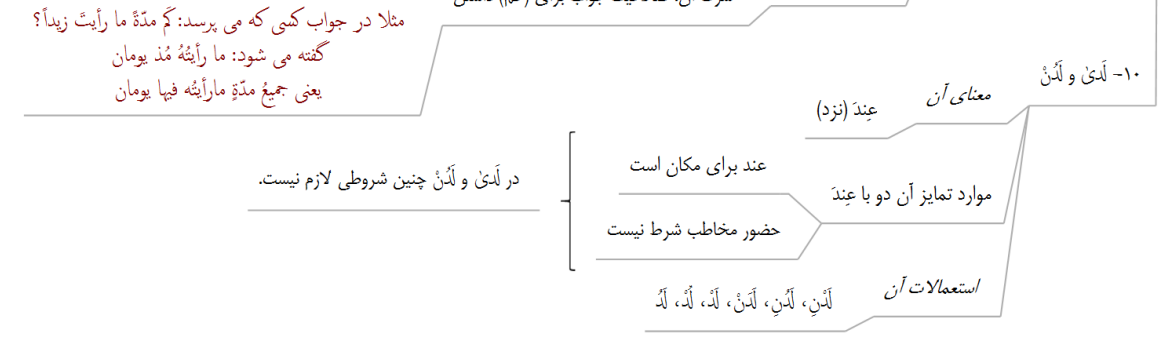 مثلا در جواب کسی که می پرسد: کَم مدّةً ما رأیتَ زیداً؟
گفته می شود: ما رأیتُهُ مُذ یومان
یعنی جمیعُ مدّةٍ مارأیتُه فیها یومان
۱۰- لَدیٰ و لَدُنْ
معنای آن
عِندَ (نزد)
موارد تمایز آن دو با عِندَ
عند برای مکان است
حضور مخاطب شرط نیست
در لَدیٰ و لَدُنْ چنین شروطی لازم نیست.
استعمالات آن
لَدْنِ، لَدُنِ، لَدَنْ، لَدْ، لُدْ، لَدُ